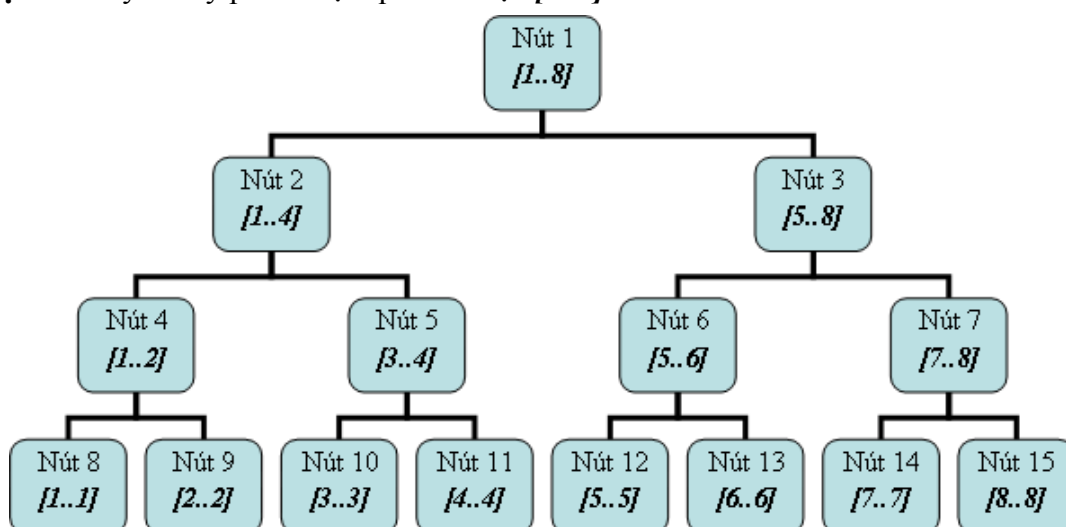 Nút 1
[1..8]
Nút 2
[1..4]
Nút 3
[5..8]
Nút 4
[1..2]
Nút 5
[3..4]
Nút 6
[5..6]
Nút 7
[7..8]
Nút 8
[1..1]
Nút 9
[2..2]
Nút 10
[3..3]
Nút 11
[4..4]
Nút 12
[5..5]
Nút 13
[6..6]
Nút 14
[7..7]
Nút 15
[8..8]